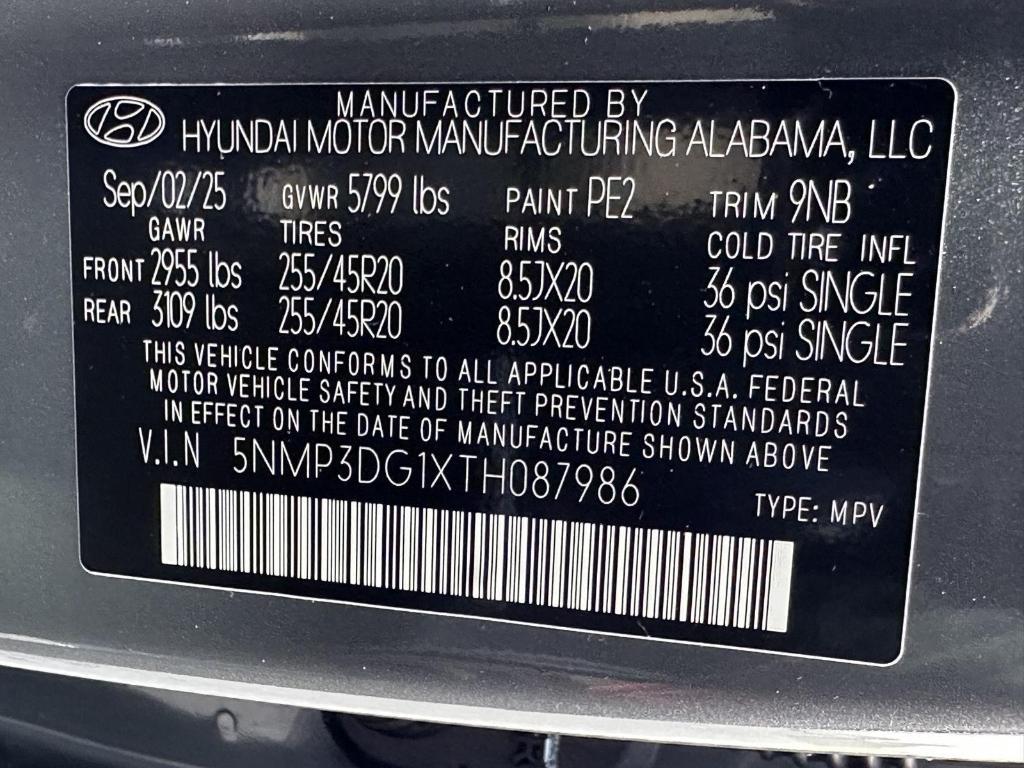 MANUFACTURED BY
HYUNDAI MOTOR MANUFACTURING ALABAMA, LLC
Sep/02/25 GVWR 5799 lbs PAINT PE2 TRIM 9NB
GAWR TIRES RIMS COLD TIRE INFL
FRONT 2955 lbs 255/45R20 8.5JX20 36 psi SINGLE
REAR 3109 lbs 255/45R20 8.5JX20 36 psi SINGLE
THIS VEHICLE CONFORMS TO ALL APPLICABLE U.S.A. FEDERAL
MOTOR VEHICLE SAFETY AND THEFT PREVENTION STANDARDS
IN EFFECT ON THE DATE OF MANUFACTURE SHOWN ABOVE
V.I.N 5NMP3DG1XTH087986
TYPE: MPV